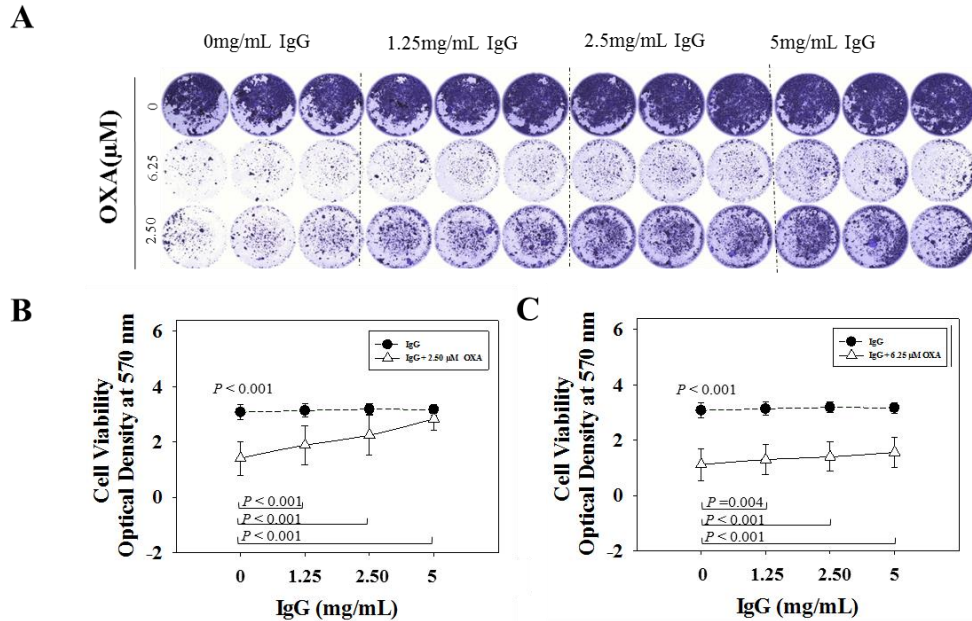 A
0mg/mL IgG 1.25mg/mL IgG 2.5mg/mL IgG 5mg/mL IgG
OXA(µM)
0
6.25
2.50
B
Cell Viability
Optical Density at 570 nm
6
4
2
0
-2
IgG
IgG+2.50 µM OXA
P < 0.001
P < 0.001
P < 0.001
P < 0.001
0 1.25 2.50 5
IgG (mg/mL)
C
Cell Viability
Optical Density at 570 nm
6
4
2
0
-2
IgG
IgG+6.25 µM OXA
P < 0.001
P =0.004
P < 0.001
P < 0.001
0 1.25 2.50 5
IgG (mg/mL)